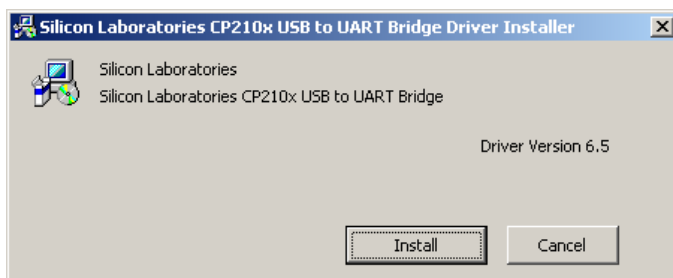 Silicon Laboratories CP210x USB to UART Bridge Driver Installer
Silicon Laboratories
Silicon Laboratories CP210x USB to UART Bridge
Driver Version 6.5
Install
Cancel